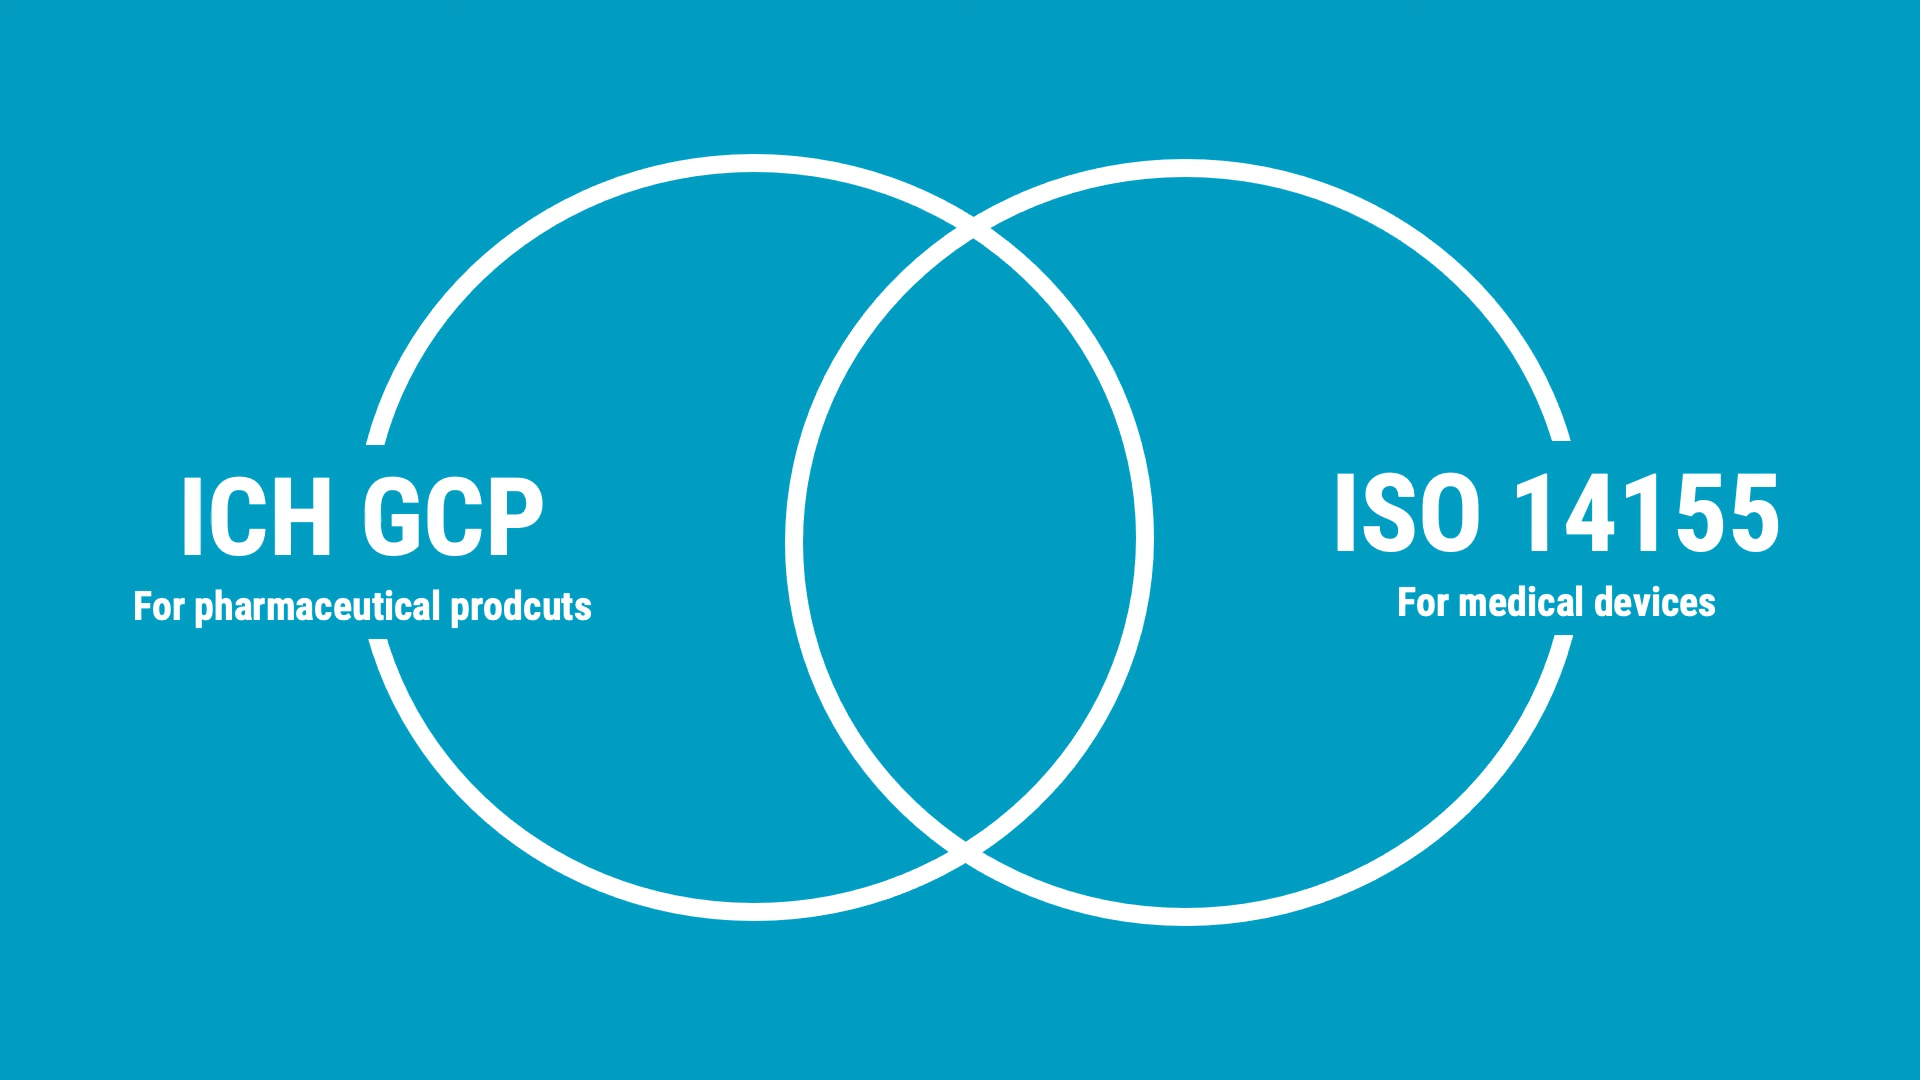 ICH GCP
For pharmaceutical prodcuts
ISO 14155
For medical devices